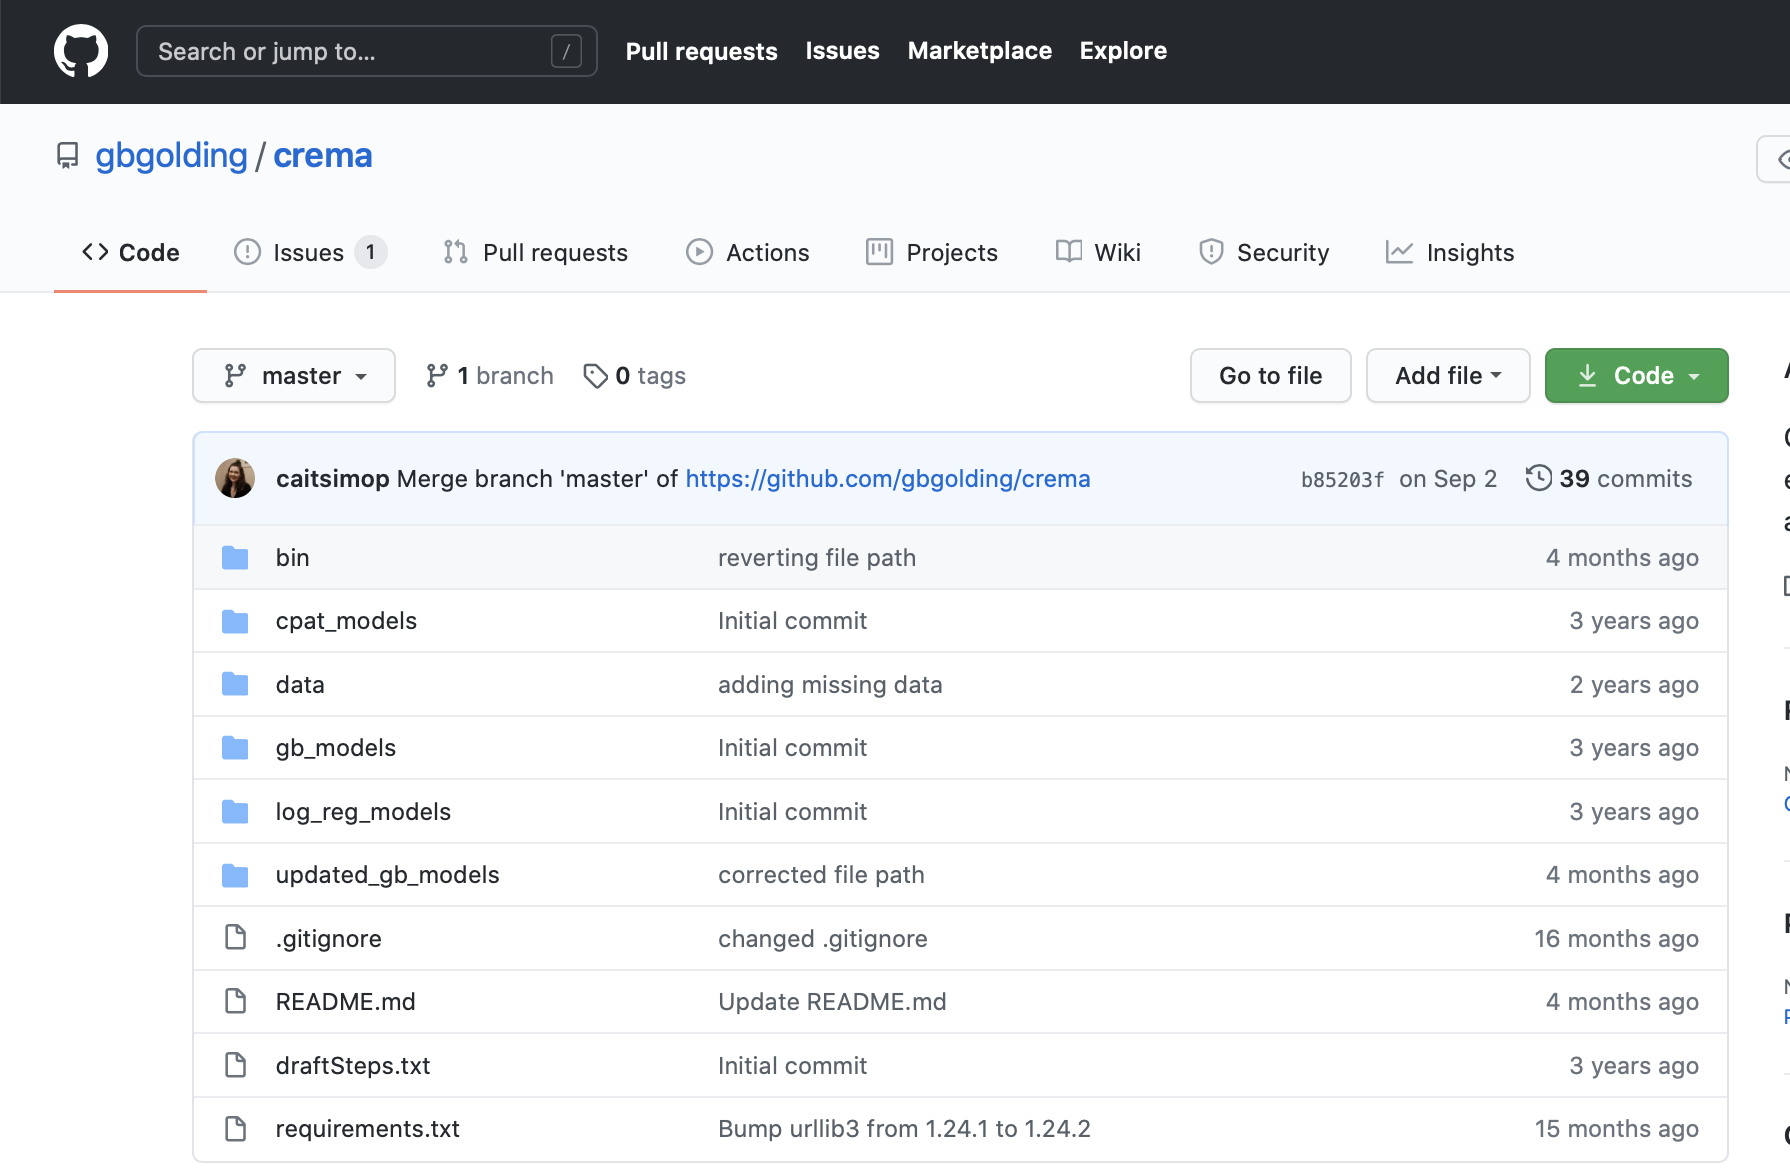 Search or jump to... / Pull requests Issues Marketplace Explore
gbgolding / crema
Code Issues 1 Pull requests Actions Projects Wiki Security Insights
master 1 branch 0 tags Go to file Add file Code
caitsimop Merge branch 'master' of https://github.com/gbgolding/crema b85203f on Sep 2 39 commits
bin reverting file path 4 months ago
cpat_models Initial commit 3 years ago
data adding missing data 2 years ago
gb_models Initial commit 3 years ago
log_reg_models Initial commit 3 years ago
updated_gb_models corrected file path 4 months ago
.gitignore changed .gitignore 16 months ago
README.md Update README.md 4 months ago
draftSteps.txt Initial commit 3 years ago
requirements.txt Bump urllib3 from 1.24.1 to 1.24.2 15 months ago